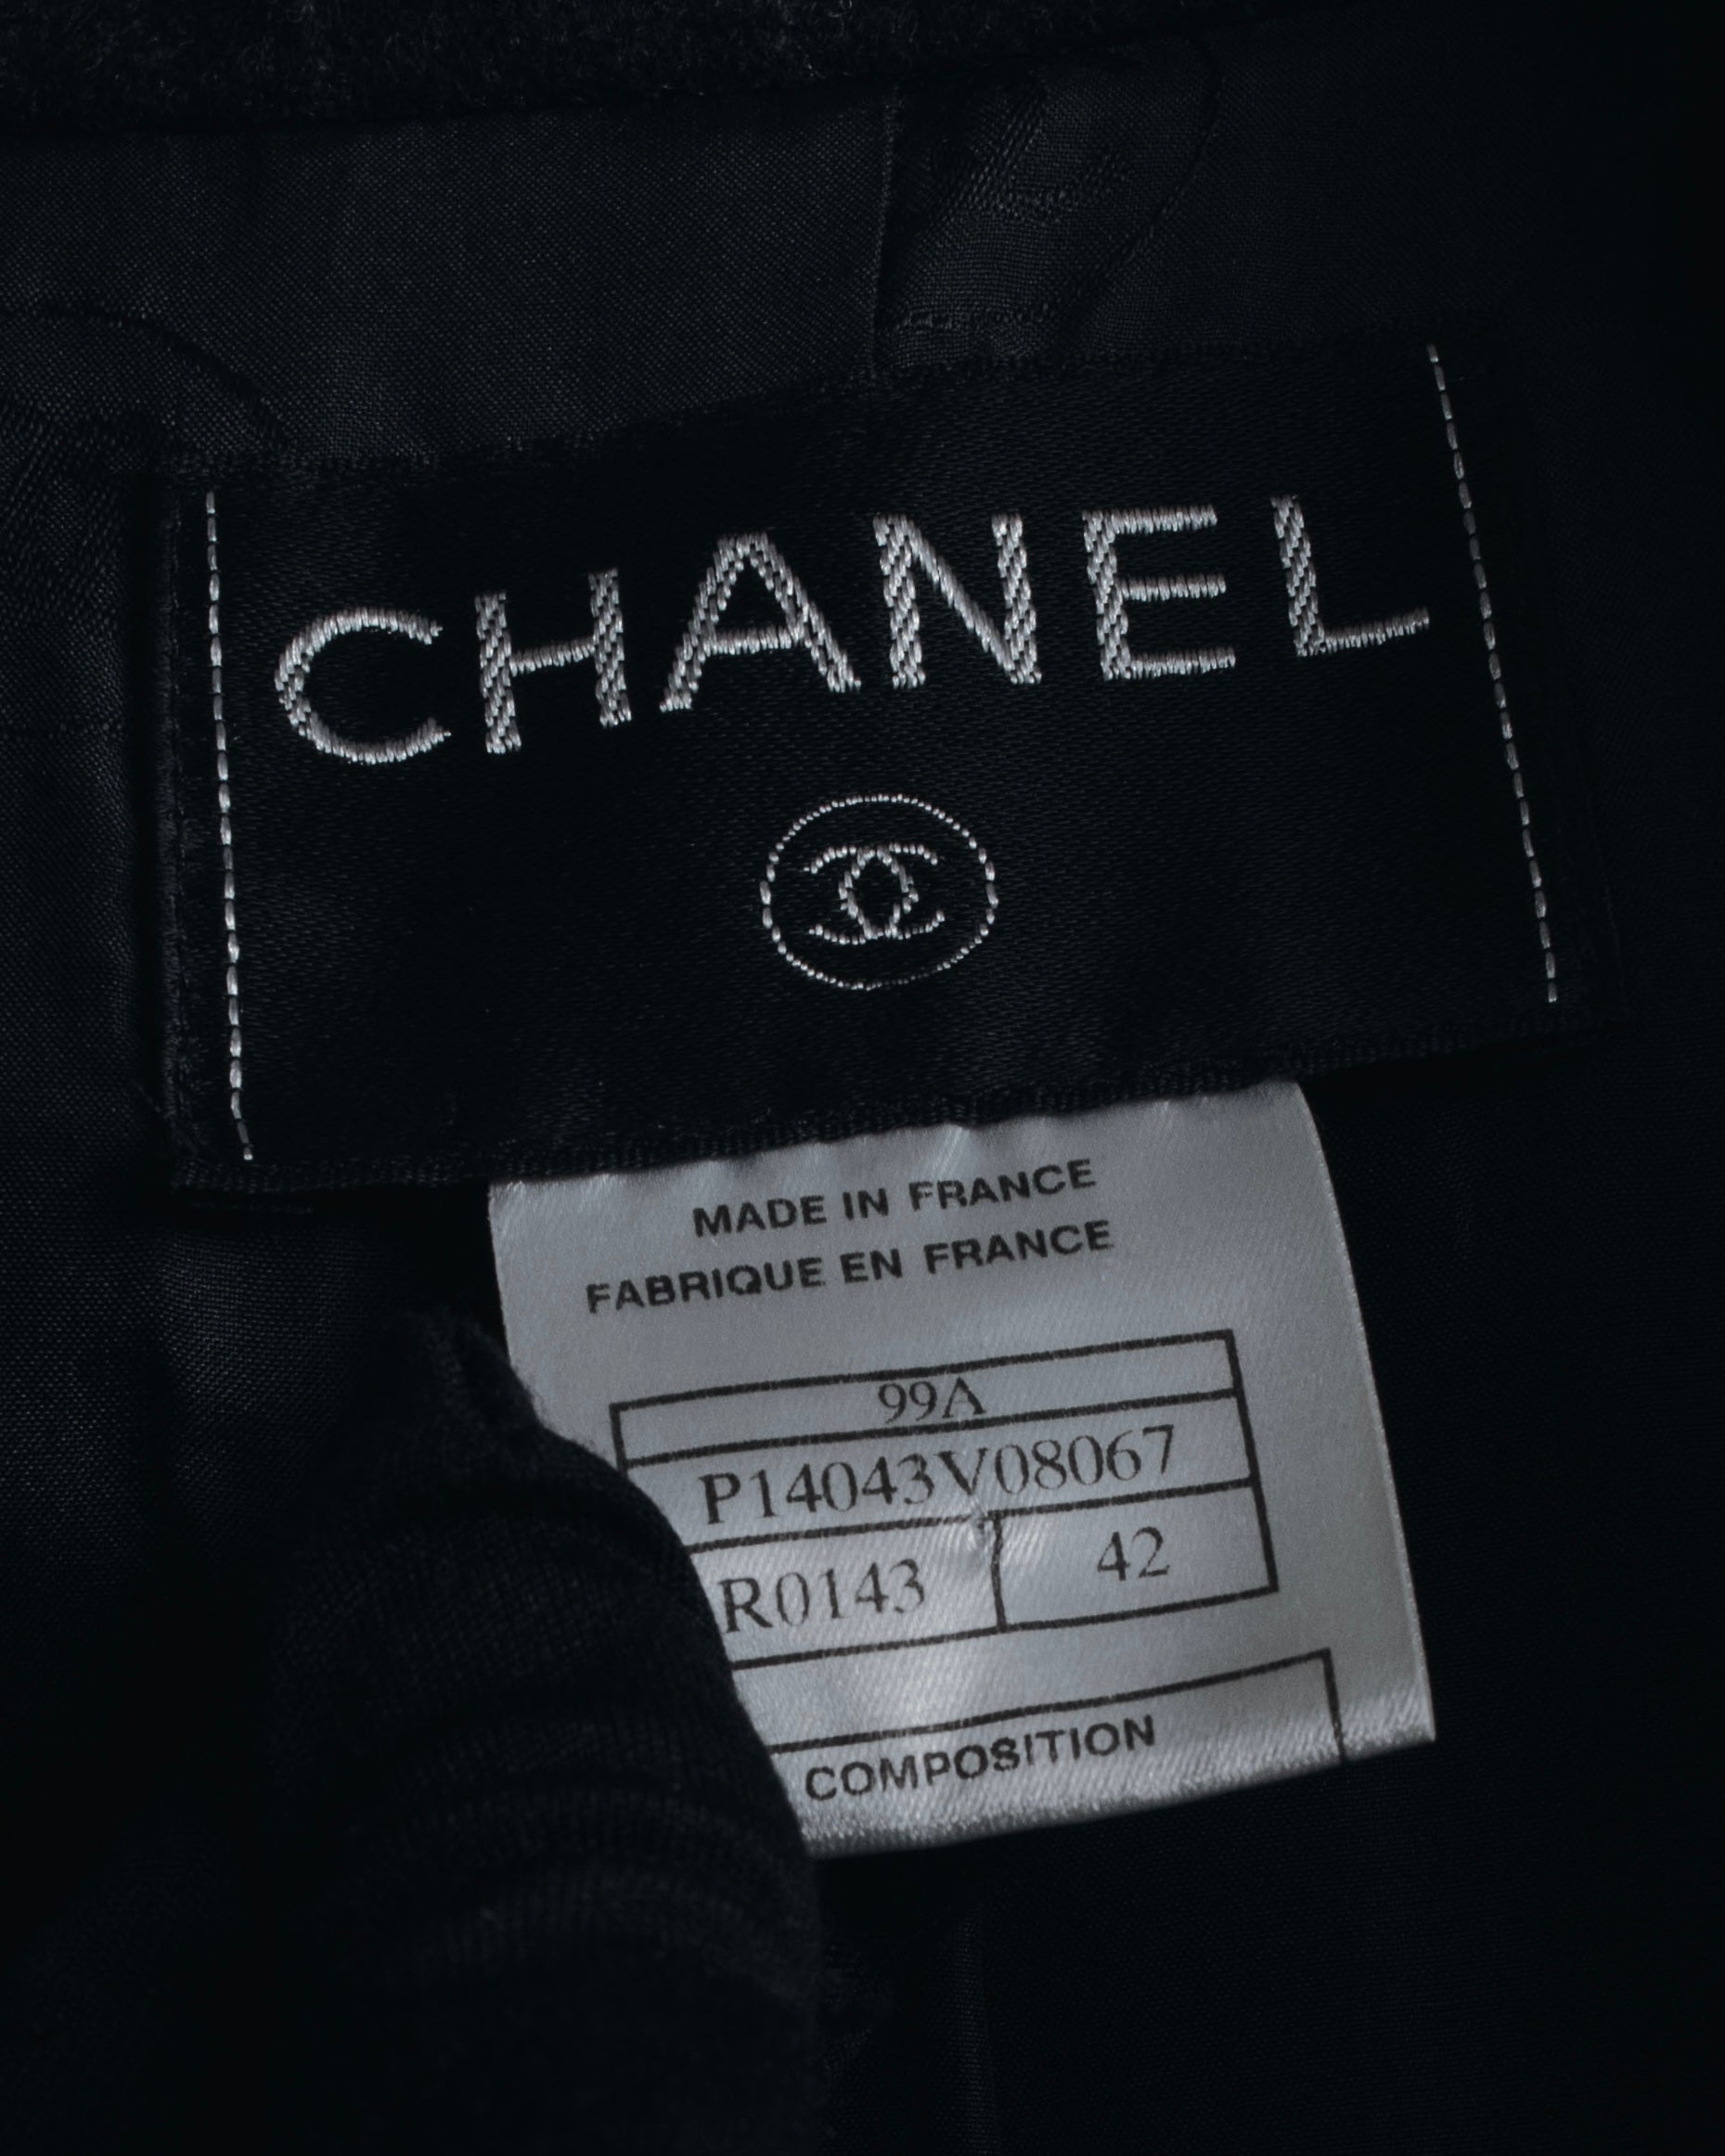 CHANEL
MADE IN FRANCE
FABRIQUE EN FRANCE
99A
P14043V08067
R0143 42
COMPOSITION